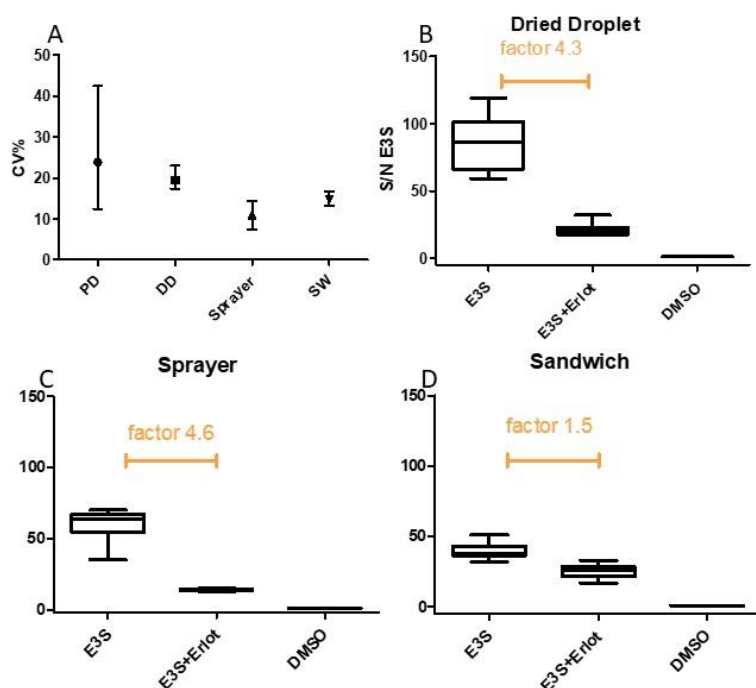 A
CV%
50
40
30
20
10
0
PD
DD
Sprayer
SW
B
Dried Droplet
factor 4.3
S/N E3S
150
100
50
0
E3S
E3S+Erlot
DMSO
C
Sprayer
factor 4.6
150
100
50
0
E3S
E3S+Erlot
DMSO
D
Sandwich
factor 1.5
150
100
50
0
E3S
E3S+Erlot
DMSO